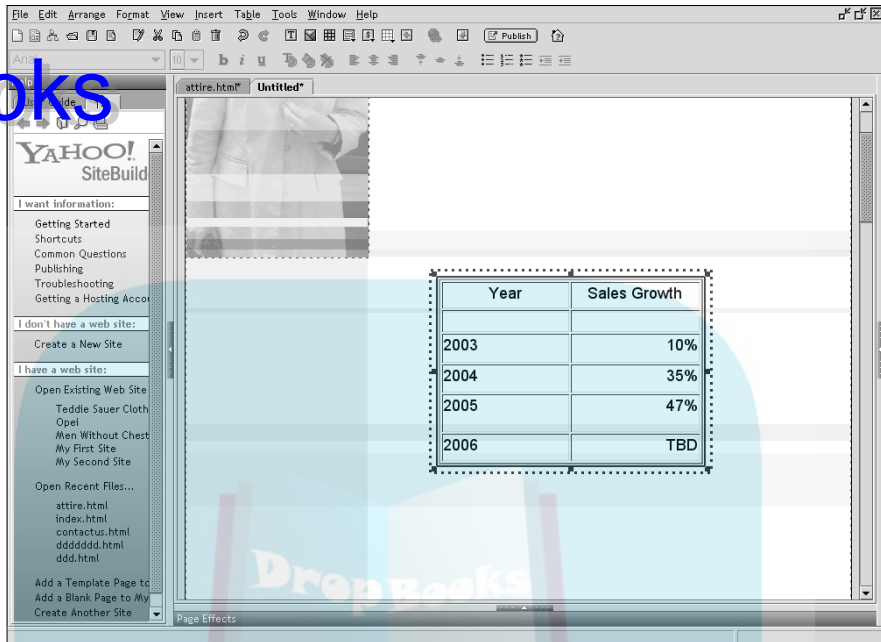 File Edit Arrange Format View Insert Table Tools Window Help
Publish
Arial 10 b i u
oks
attire.html* Untitled*
YAHOO!
SiteBuild
I want information:
Getting Started
Shortcuts
Common Questions
Publishing
Troubleshooting
Getting a Hosting Accou
I don't have a web site:
Create a New Site
I have a web site:
Open Existing Web Site
Teddie Sauer Cloth
Opei
Men Without Chest
My First Site
My Second Site
Open Recent Files...
attire.html
index.html
contactus.html
ddddddd.html
ddd.html
Add a Template Page to
Add a Blank Page to My
Create Another Site
Year Sales Growth
2003 10%
2004 35%
2005 47%
2006 TBD
DropBooks
Page Effects